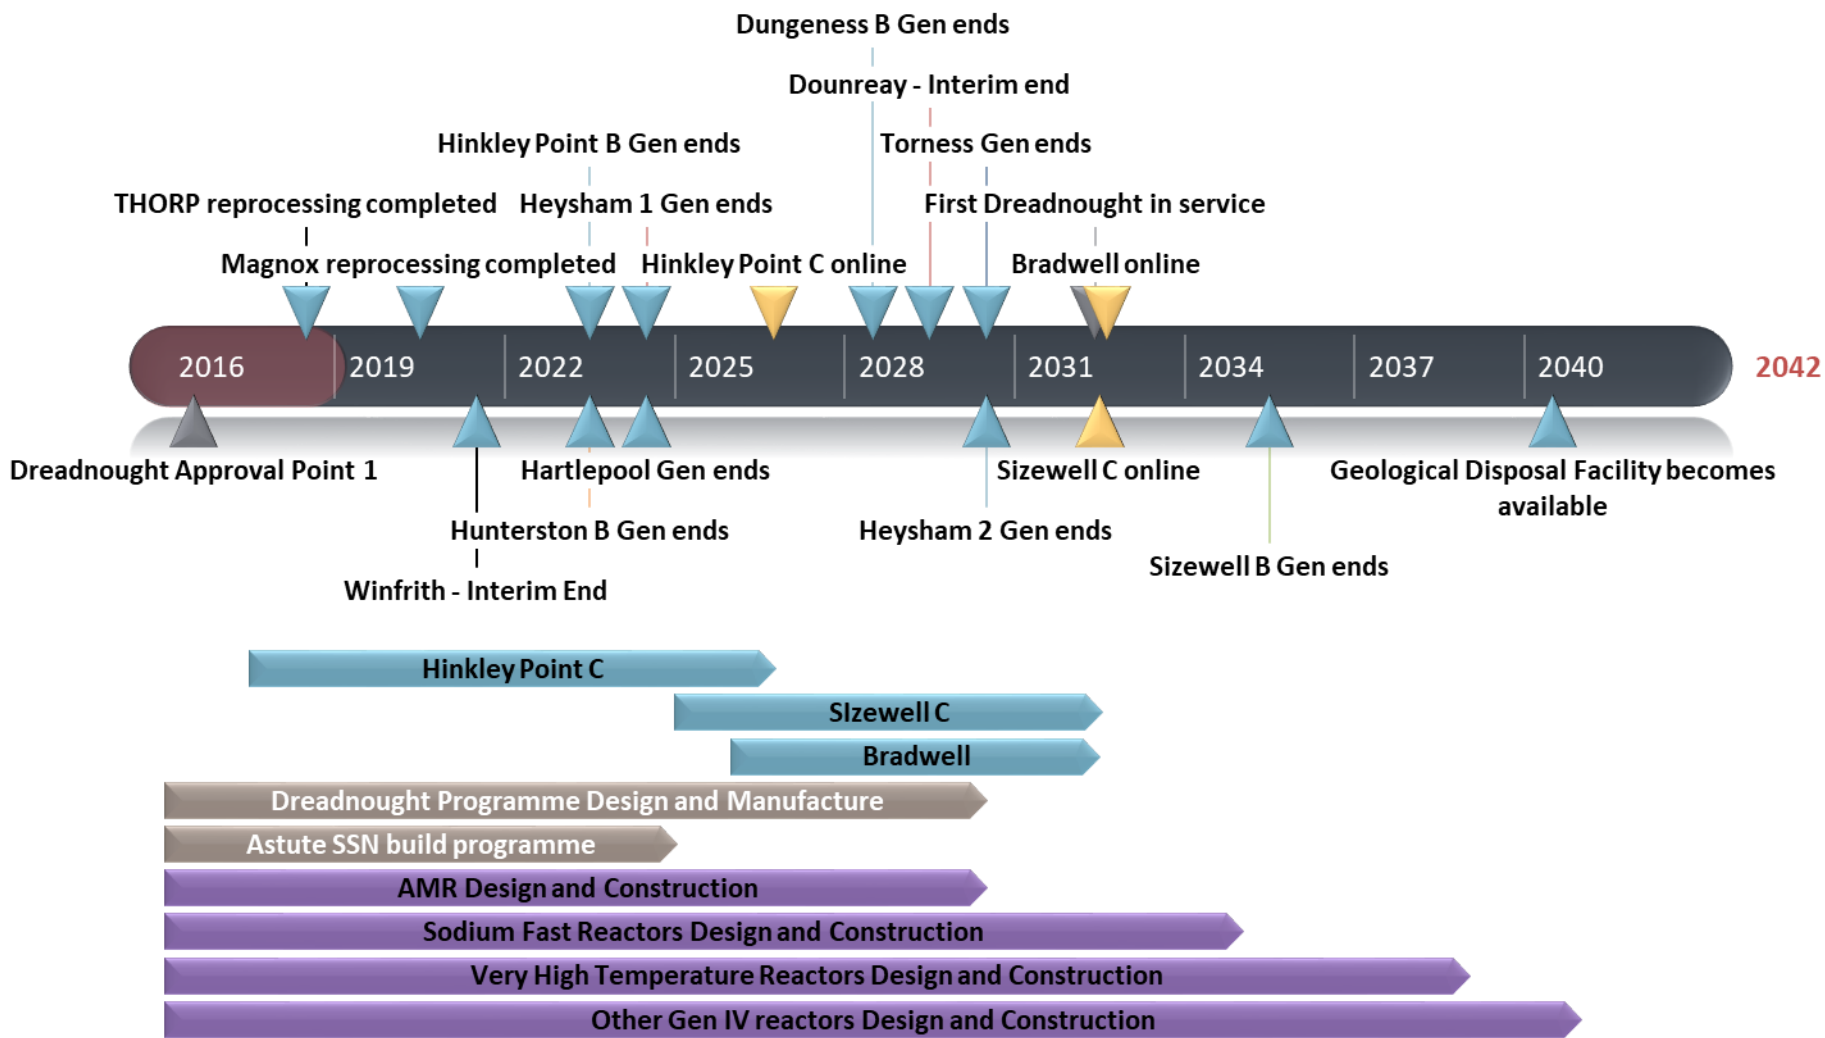 Dungeness B Gen ends
Dounreay - Interim end
Hinkley Point B Gen ends
Torness Gen ends
THORP reprocessing completed
Heysham 1 Gen ends
First Dreadnought in service
Magnox reprocessing completed
Hinkley Point C online
Bradwell online
2016 2019 2022 2025 2028 2031 2034 2037 2040 2042
Dreadnought Approval Point 1
Hartlepool Gen ends
Sizewell C online
Geological Disposal Facility becomes
available
Hunterston B Gen ends
Heysham 2 Gen ends
Sizewell B Gen ends
Winfrith - Interim End
Hinkley Point C
SIzewell C
Bradwell
Dreadnought Programme Design and Manufacture
Astute SSN build programme
AMR Design and Construction
Sodium Fast Reactors Design and Construction
Very High Temperature Reactors Design and Construction
Other Gen IV reactors Design and Construction